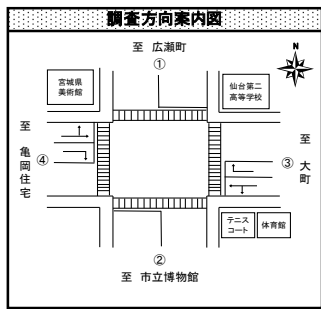 調査方向案内図
至 広瀬町
①
N
宮城県
美術館
仙台第二
高等学校
至 亀岡住宅
④
至 大町
③
テニス
コート
体育館
②
至 市立博物館